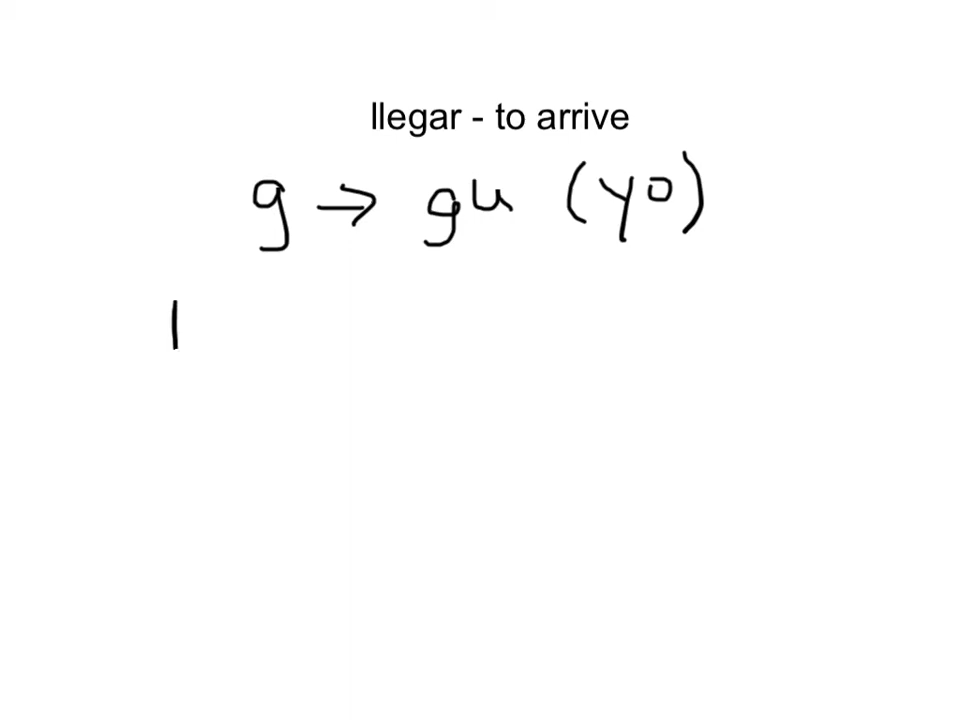 llegar - to arrive
g → gu (yo)
l